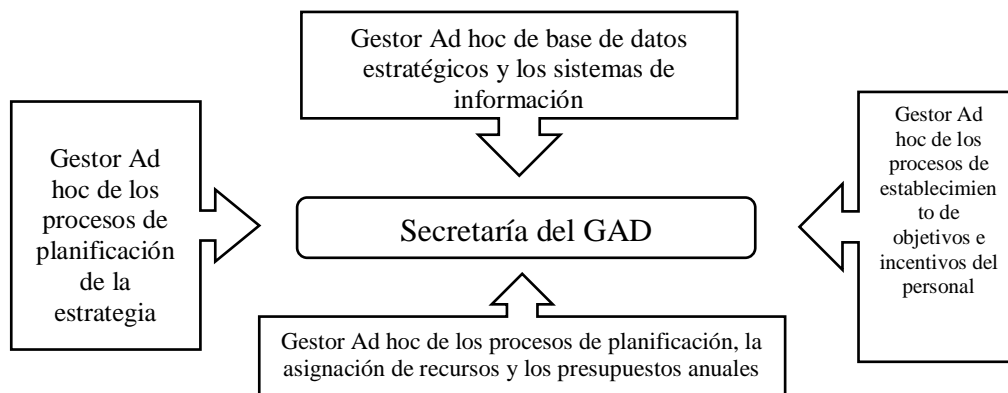 Gestor Ad hoc de base de datos
estratégicos y los sistemas de
información
Gestor Ad
hoc de los
procesos de
planificación
de la
estrategia
Secretaría del GAD
Gestor Ad
hoc de los
procesos de
establecimien
to de
objetivos e
incentivos del
personal
Gestor Ad hoc de los procesos de planificación, la
asignación de recursos y los presupuestos anuales